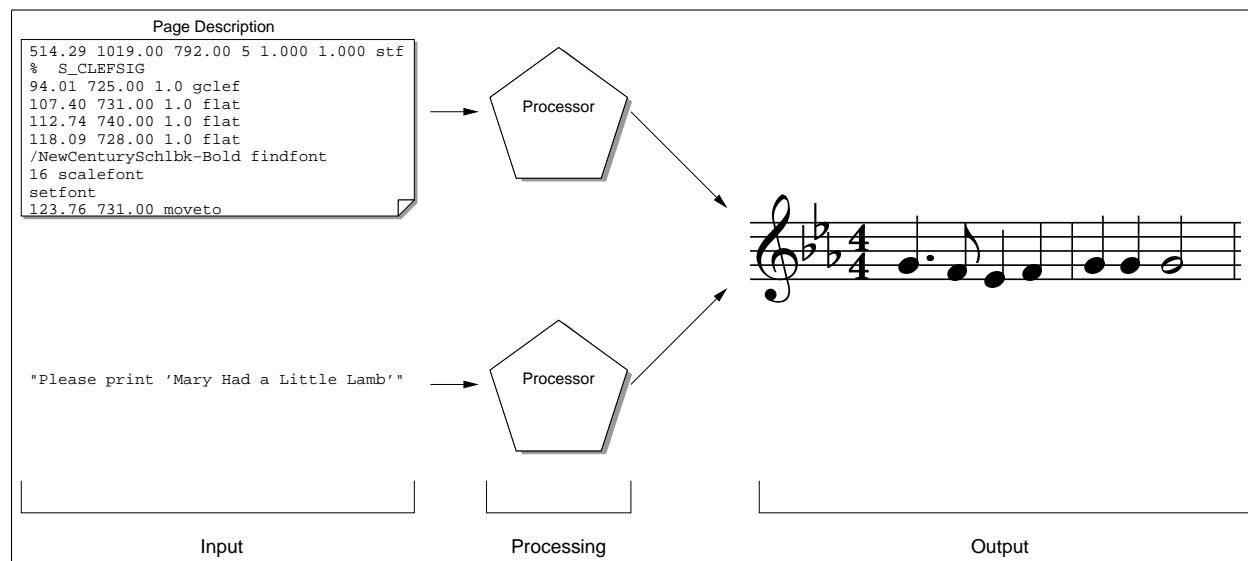 Page Description
514.29 1019.00 792.00 5 1.000 1.000 stf
%  S_CLEFSIG
94.01 725.00 1.0 gclef
107.40 731.00 1.0 flat
112.74 740.00 1.0 flat
118.09 728.00 1.0 flat
/NewCenturySchlbk-Bold findfont
16 scalefont
setfont
123.76 731.00 moveto
Processor
4
4
"Please print ’Mary Had a Little Lamb’"
Processor
Input
Processing
Output